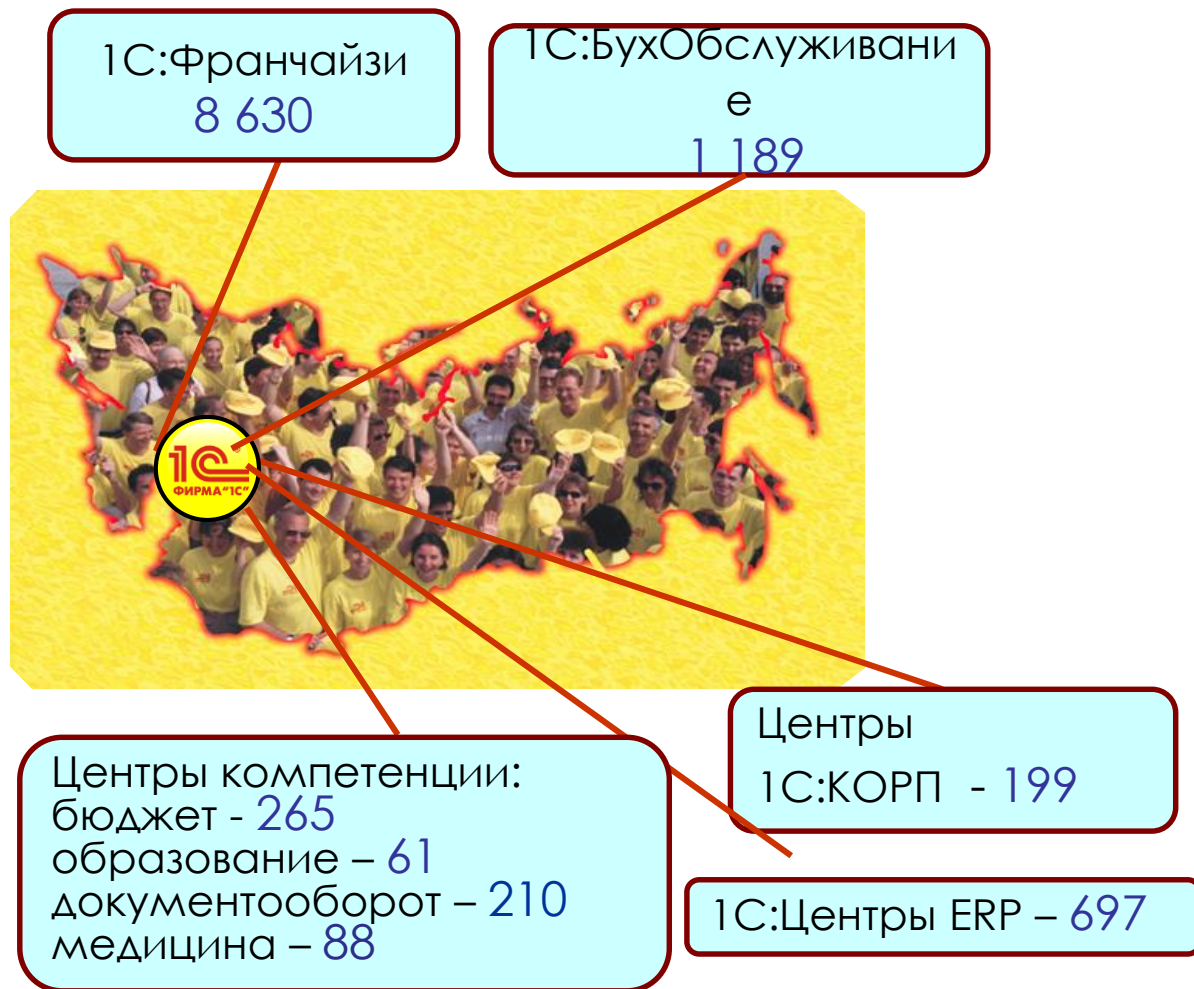 1С:Франчайзи
8 630
1С:БухОбслуживани
е
1 189
1С
ФИРМА"1С"
Центры
1С:КОРП - 199
Центры компетенции:
бюджет - 265
образование – 61
документооборот – 210
медицина – 88
1С:Центры ERP – 697